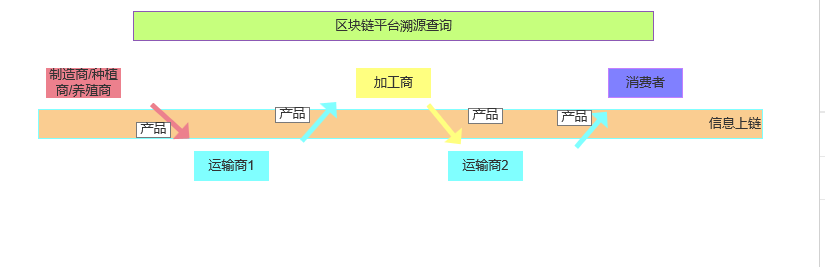 区块链平台溯源查询
制造商/种植
商/养殖商
加工商
消费者
产品
产品
产品
产品
信息上链
运输商1
运输商2